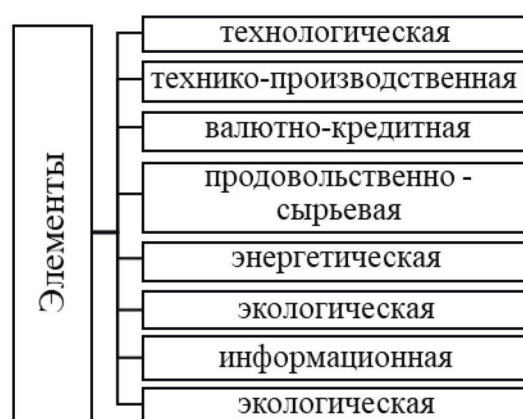 Элементы
технологическая
технико-производственная
валютно-кредитная
продовольственно -
сырьевая
энергетическая
экологическая
информационная
экологическая